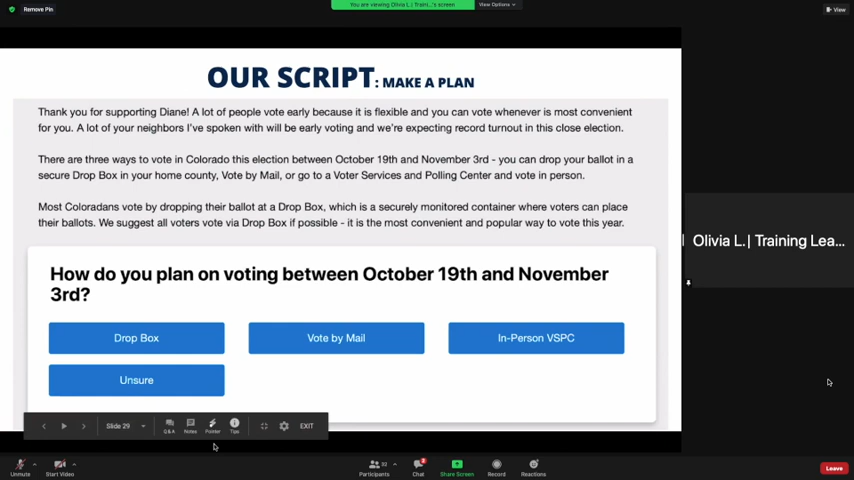 Remove Pin
You are viewing Olivia L. | Traini...'s screen
View Options
View
OUR SCRIPT: MAKE A PLAN
Thank you for supporting Diane! A lot of people vote early because it is flexible and you can vote whenever is most convenient
for you. A lot of your neighbors I've spoken with will be early voting and we're expecting record turnout in this close election.
There are three ways to vote in Colorado this election between October 19th and November 3rd - you can drop your ballot in a
secure Drop Box in your home county, Vote by Mail, or go to a Voter Services and Polling Center and vote in person.
Most Coloradans vote by dropping their ballot at a Drop Box, which is a securely monitored container where voters can place
their ballots. We suggest all voters vote via Drop Box if possible - it is the most convenient and popular way to vote this year.
Olivia L.| Training Lea...
How do you plan on voting between October 19th and November
3rd?
Drop Box
Vote by Mail
In-Person VSPC
Unsure
Slide 29
Q&A
Notes
Pointer
Tips
EXIT
Unmute
Start Video
Participants
Chat
Share Screen
Record
Reactions
Leave